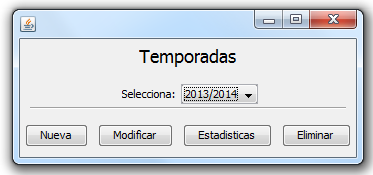 Temporadas
Selecciona: 2013/2014
Nueva Modificar Estadisticas Eliminar